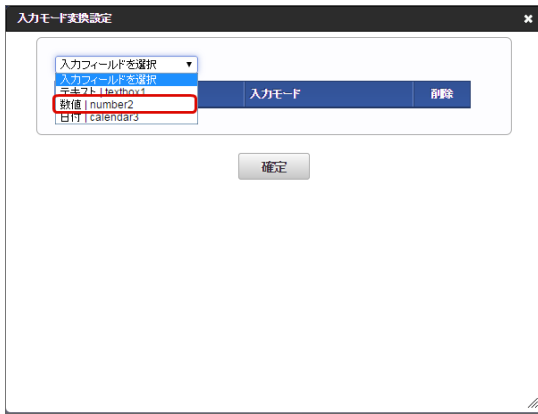 入力モード変換設定
入力フィールドを選択
入力フィールドを選択
テキスト | textbox1
数値 | number2
日付 | calendar3
入力モード
削除
確定